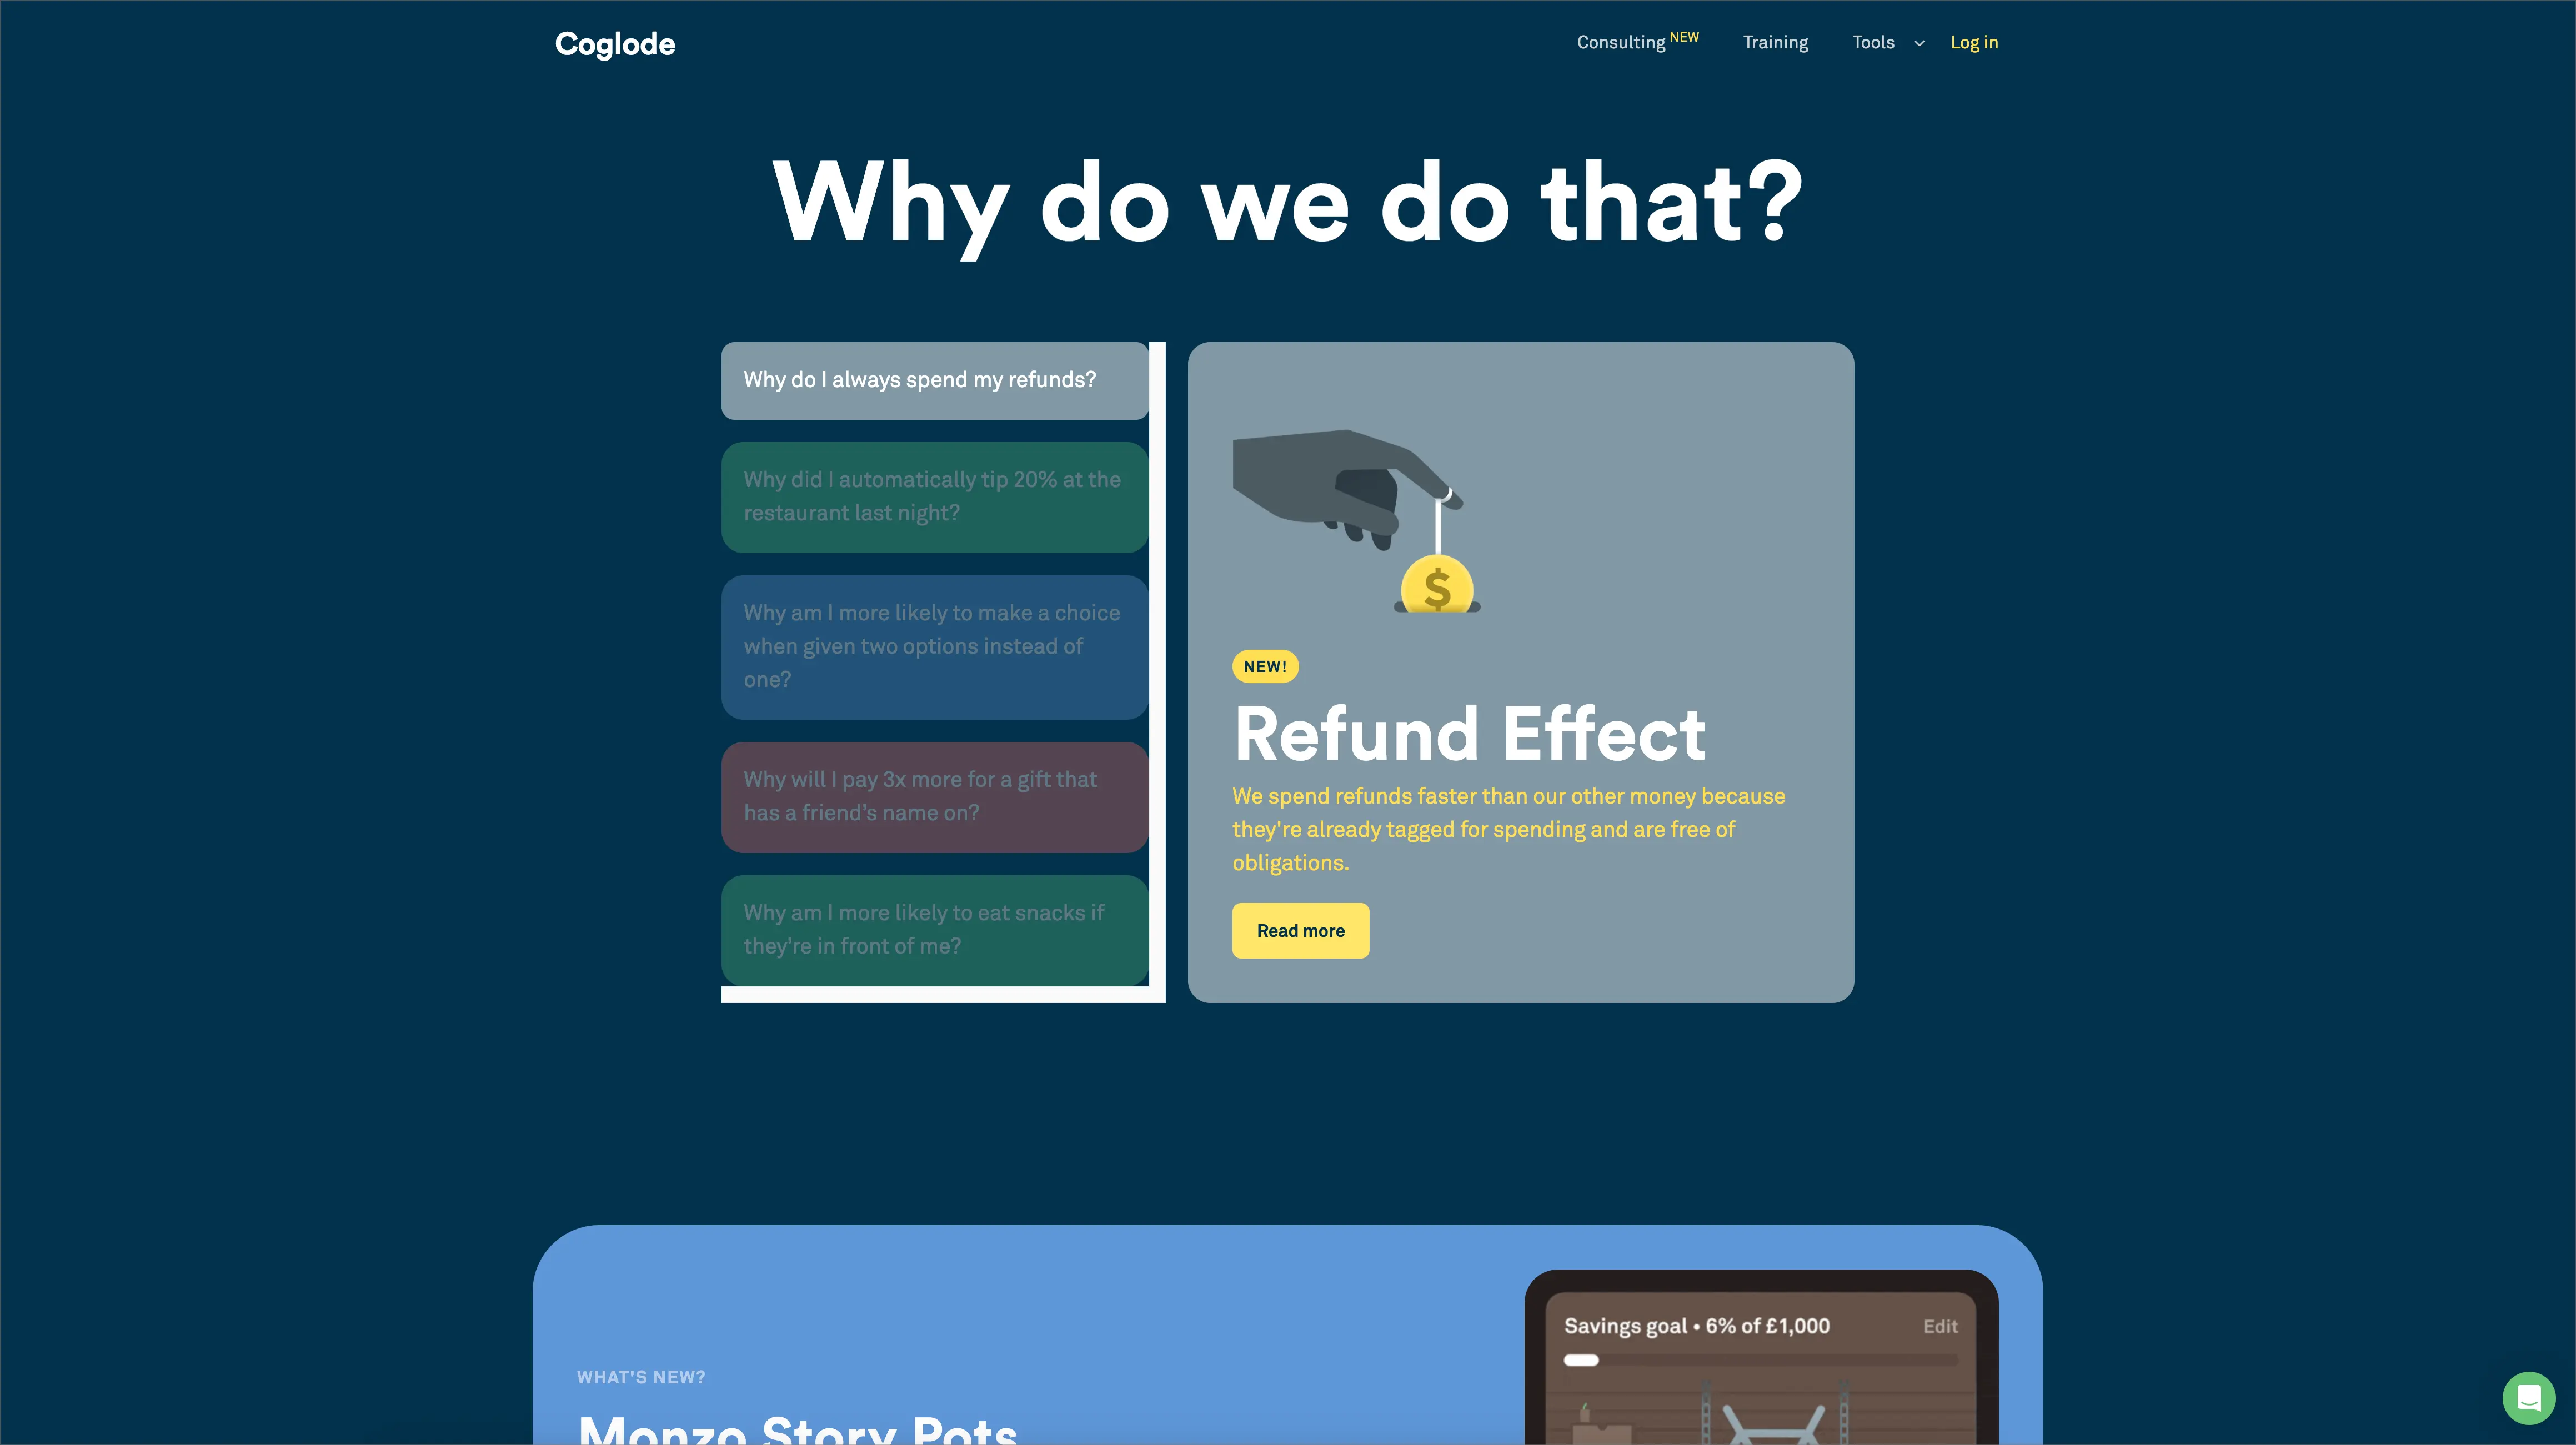 Coglode
Consulting NEW
Training
Tools
Log in
Why do we do that?
Why do I always spend my refunds?
Why did I automatically tip 20% at the
restaurant last night?
Why am I more likely to make a choice
when given two options instead of
one?
Why will I pay 3x more for a gift that
has a friend’s name on?
Why am I more likely to eat snacks if
they’re in front of me?
$
NEW!
Refund Effect
We spend refunds faster than our other money because
they're already tagged for spending and are free of
obligations.
Read more
WHAT'S NEW?
Monzo Story Pots
Savings goal • 6% of £1,000
Edit